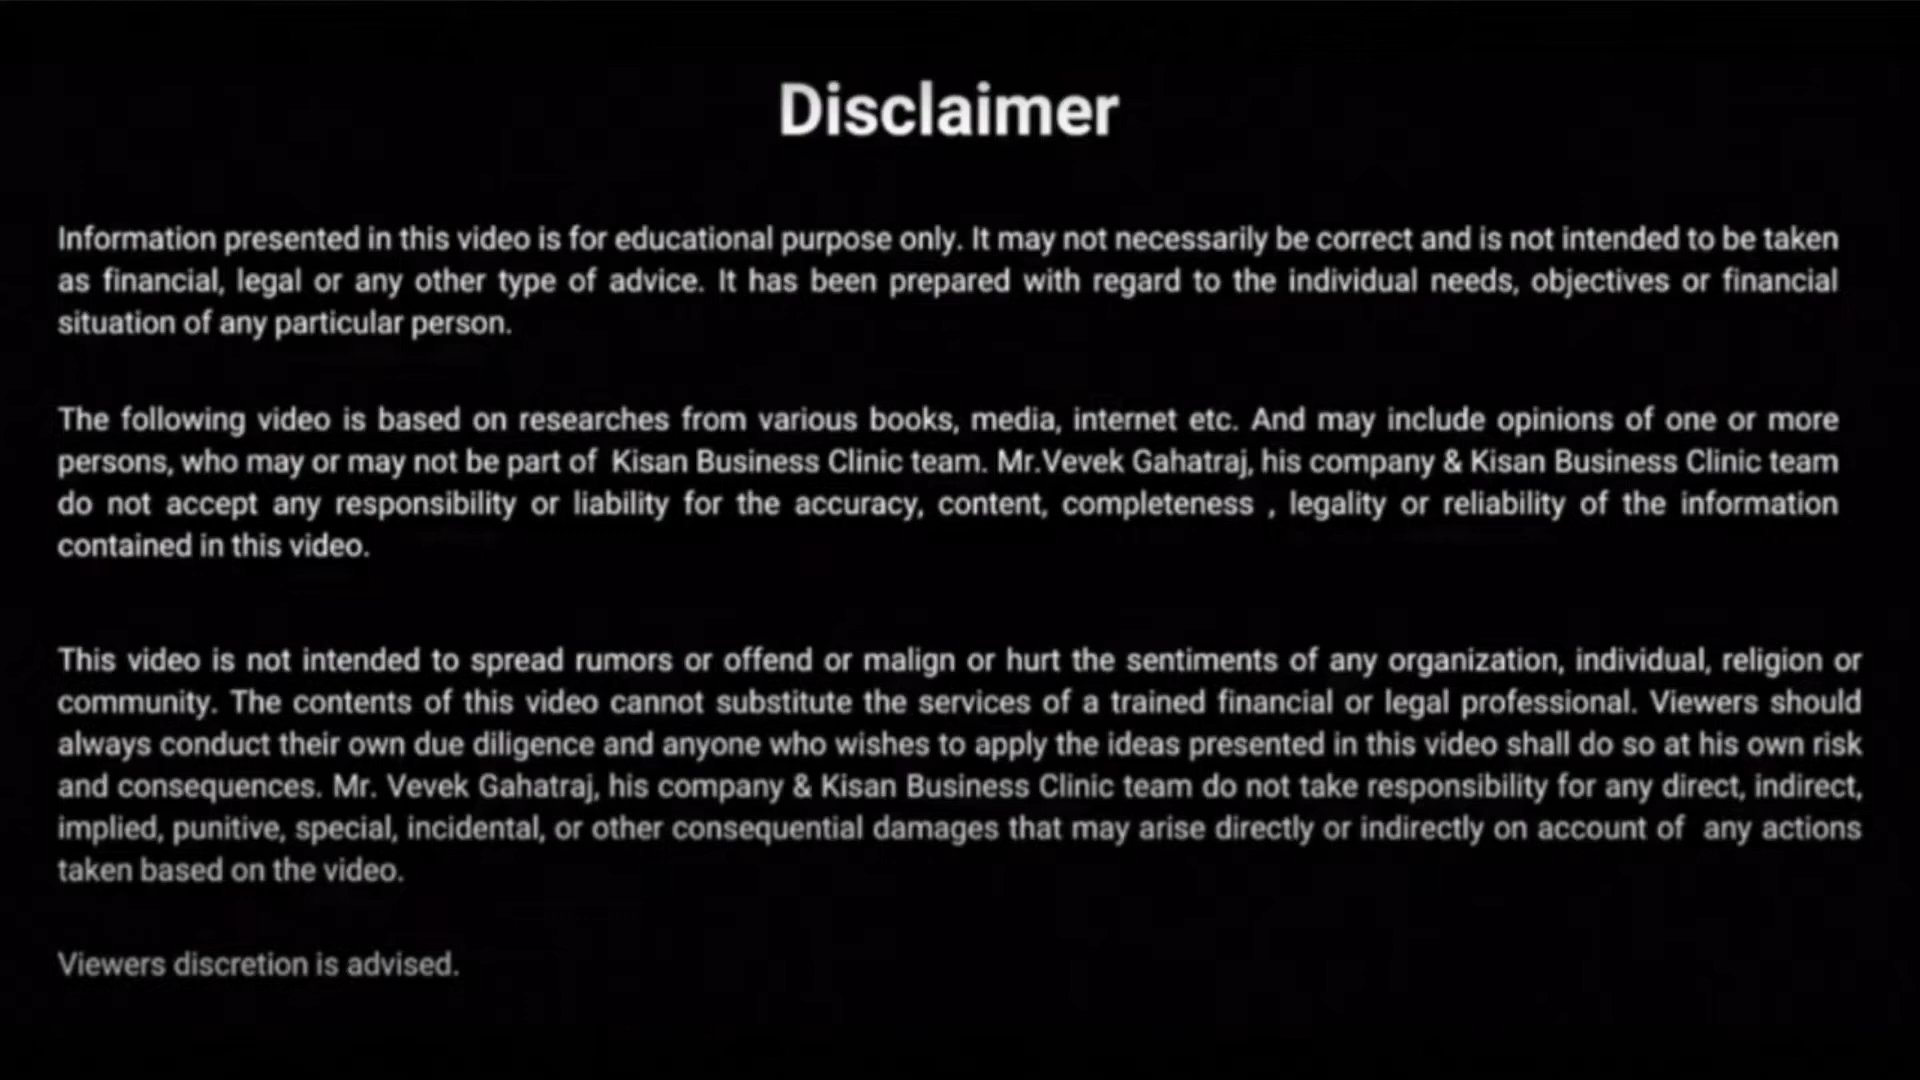 Disclaimer
Information presented in this video is for educational purpose only. It may not necessarily be correct and is not intended to be taken
as financial, legal or any other type of advice. It has been prepared with regard to the individual needs, objectives or financial
situation of any particular person.
The following video is based on researches from various books, media, internet etc. And may include opinions of one or more
persons, who may or may not be part of Kisan Business Clinic team. Mr.Vevek Gahatraj, his company & Kisan Business Clinic team
do not accept any responsibility or liability for the accuracy, content, completeness , legality or reliability of the information
contained in this video.
This video is not intended to spread rumors or offend or malign or hurt the sentiments of any organization, individual, religion or
community. The contents of this video cannot substitute the services of a trained financial or legal professional. Viewers should
always conduct their own due diligence and anyone who wishes to apply the ideas presented in this video shall do so at his own risk
and consequences. Mr. Vevek Gahatraj, his company & Kisan Business Clinic team do not take responsibility for any direct, indirect,
implied, punitive, special, incidental, or other consequential damages that may arise directly or indirectly on account of any actions
taken based on the video.
Viewers discretion is advised.